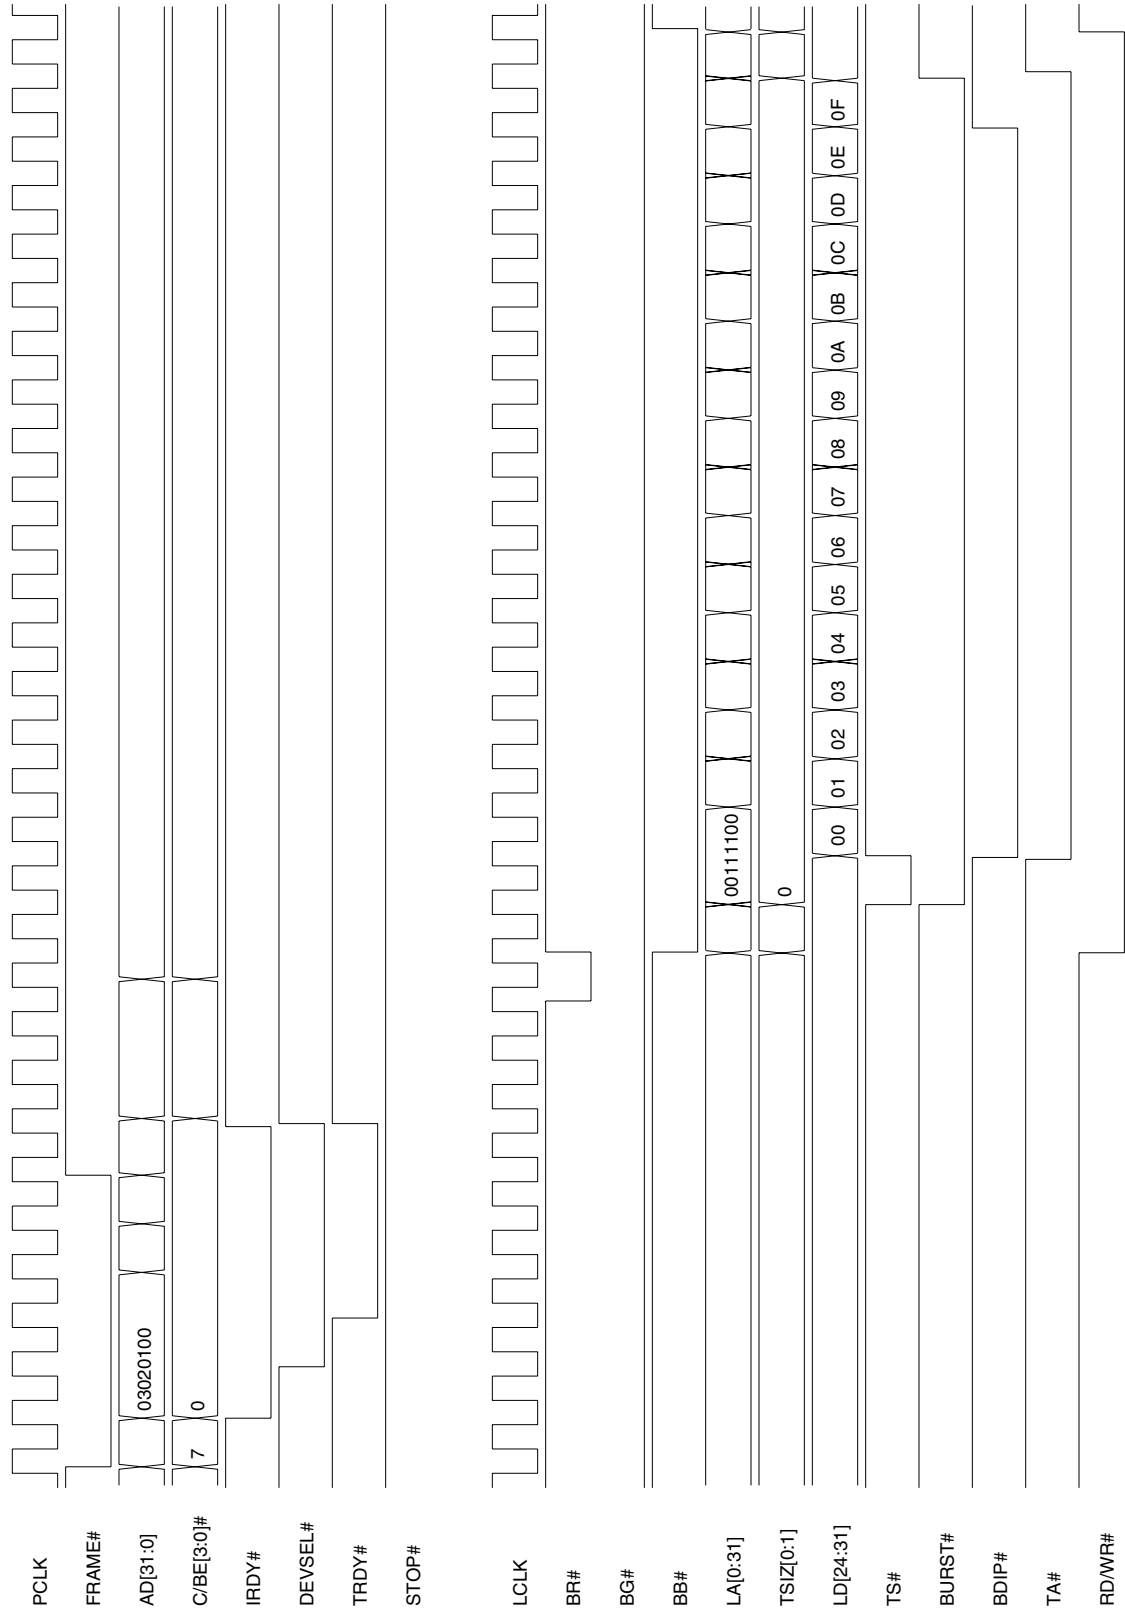 PCLK
FRAME#
AD[31:0]
03020100
C/BE[3:0]#
7
0
IRDY#
DEVSEL#
TRDY#
STOP#
LCLK
BR#
BG#
BB#
LA[0:31]
00111100
TSIZ[0:1]
0
LD[24:31]
00 01 02 03 04 05 06 07 08 09 0A 0B 0C 0D 0E 0F
TS#
BURST#
BDIP#
TA#
RD/WR#